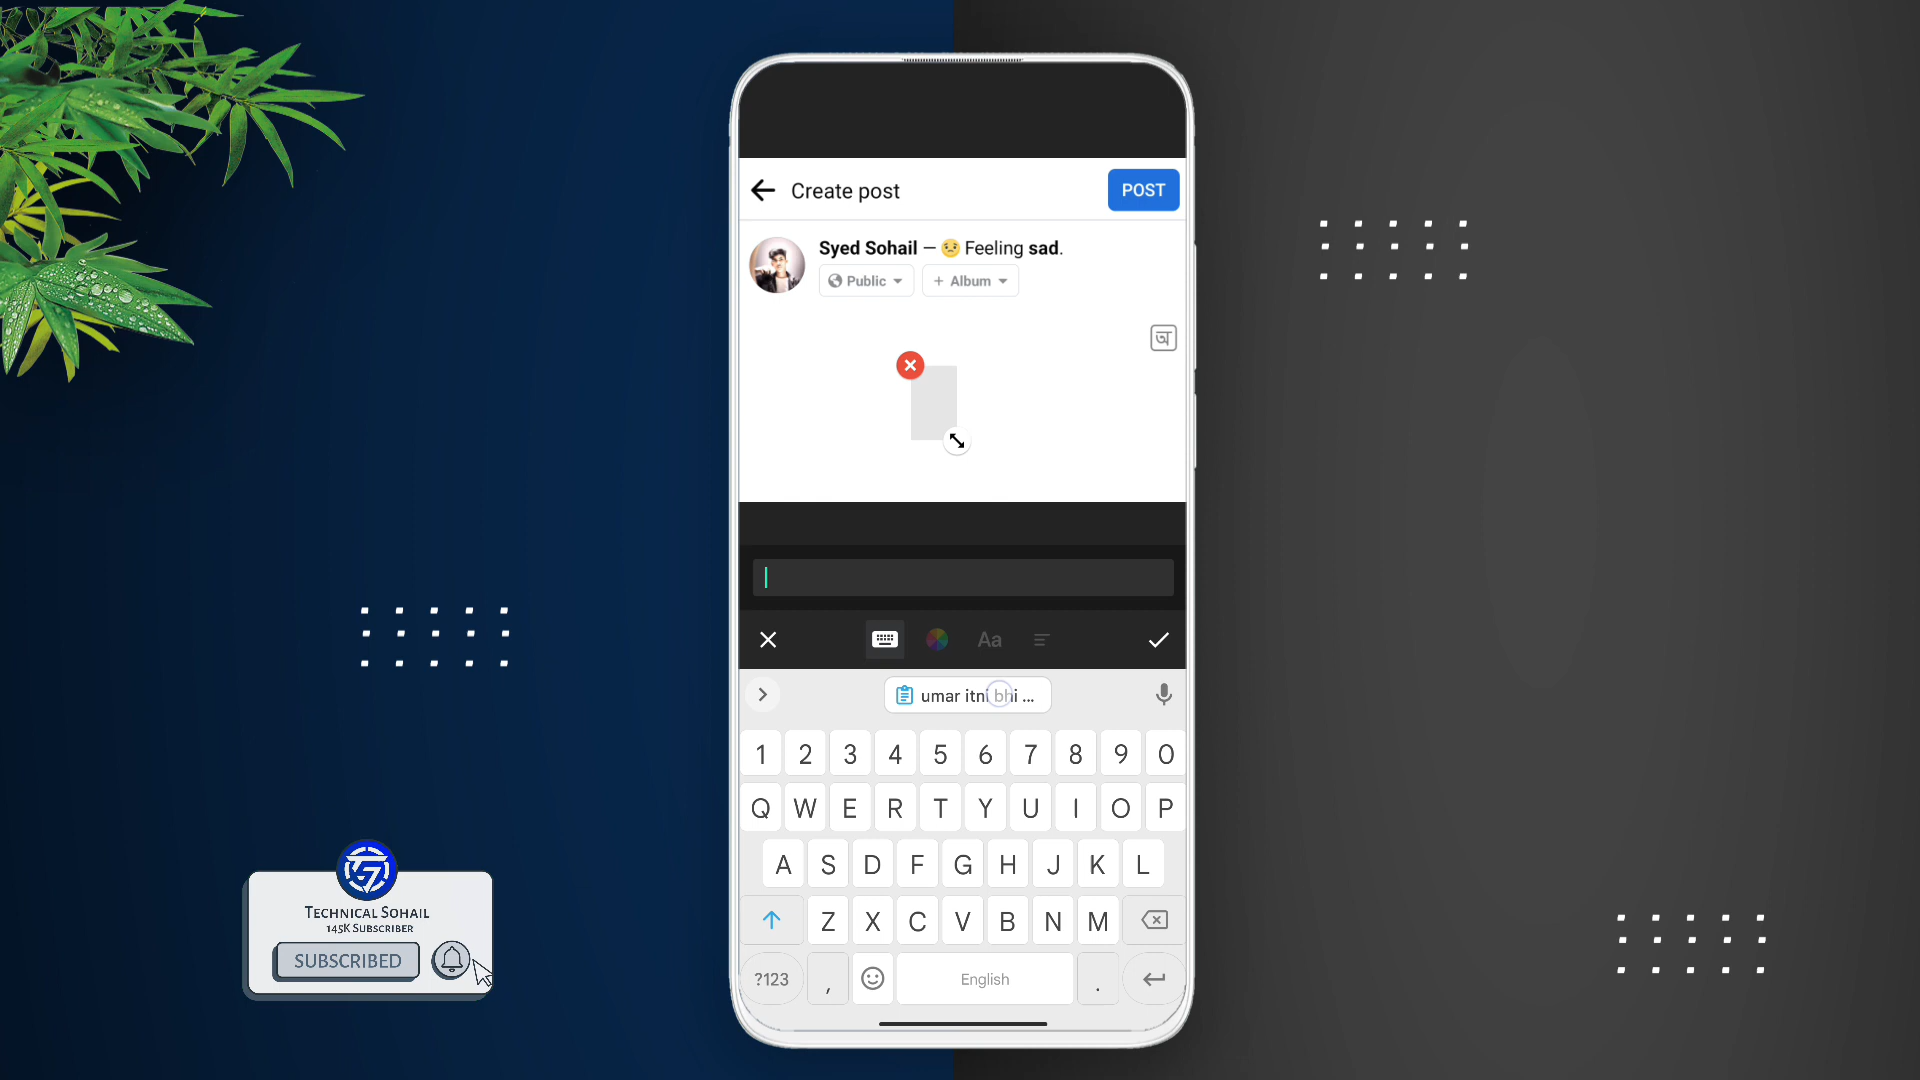 Create post
POST
Syed Sohail — 😟 Feeling sad.
Public
+ Album
অ
Aa
umar itni bhi ...
1 2 3 4 5 6 7 8 9 0
Q W E R T Y U I O P
A S D F G H J K L
Z X C V B N M
?123 , English .
TECHNICAL SOHAIL
145K SUBSCRIBER
SUBSCRIBED